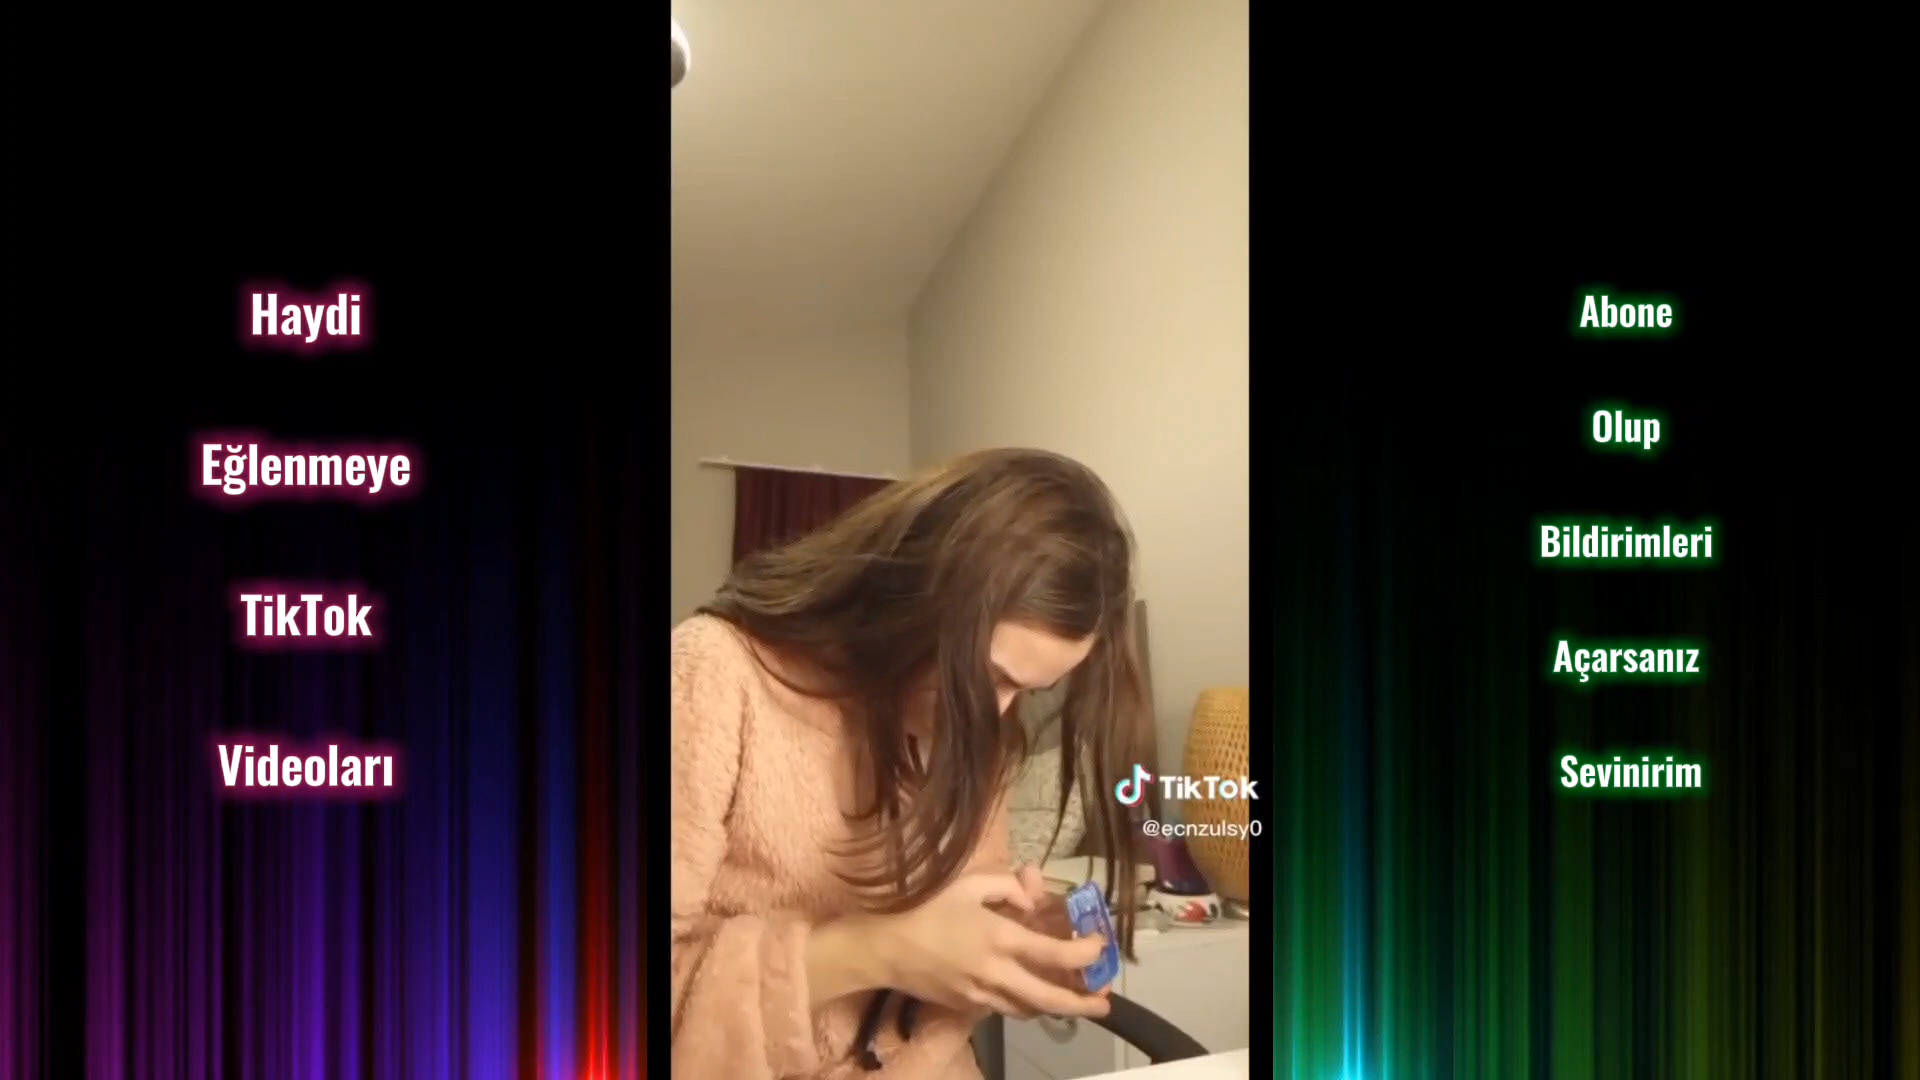 Haydi
Eğlenmeye
TikTok
Videoları
TikTok
@ecnzulsy0
Abone
Olup
Bildirimleri
Açarsanız
Sevinirim